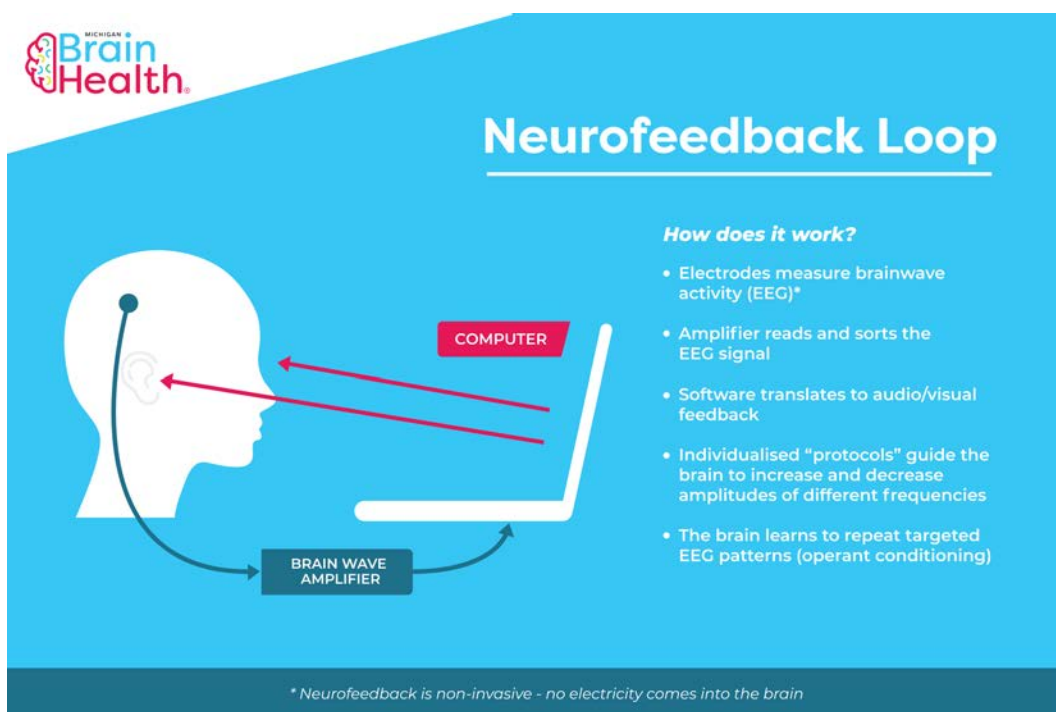 MICHIGAN
Brain
Health®
Neurofeedback Loop
How does it work?
• Electrodes measure brainwave
activity (EEG)*
• Amplifier reads and sorts the
EEG signal
• Software translates to audio/visual
feedback
• Individualised “protocols” guide the
brain to increase and decrease
amplitudes of different frequencies
• The brain learns to repeat targeted
EEG patterns (operant conditioning)
COMPUTER
BRAIN WAVE
AMPLIFIER
* Neurofeedback is non-invasive - no electricity comes into the brain